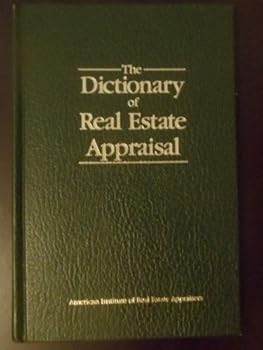 The
Dictionary
of
Real Estate
Appraisal
American Institute of Real Estate Appraisers